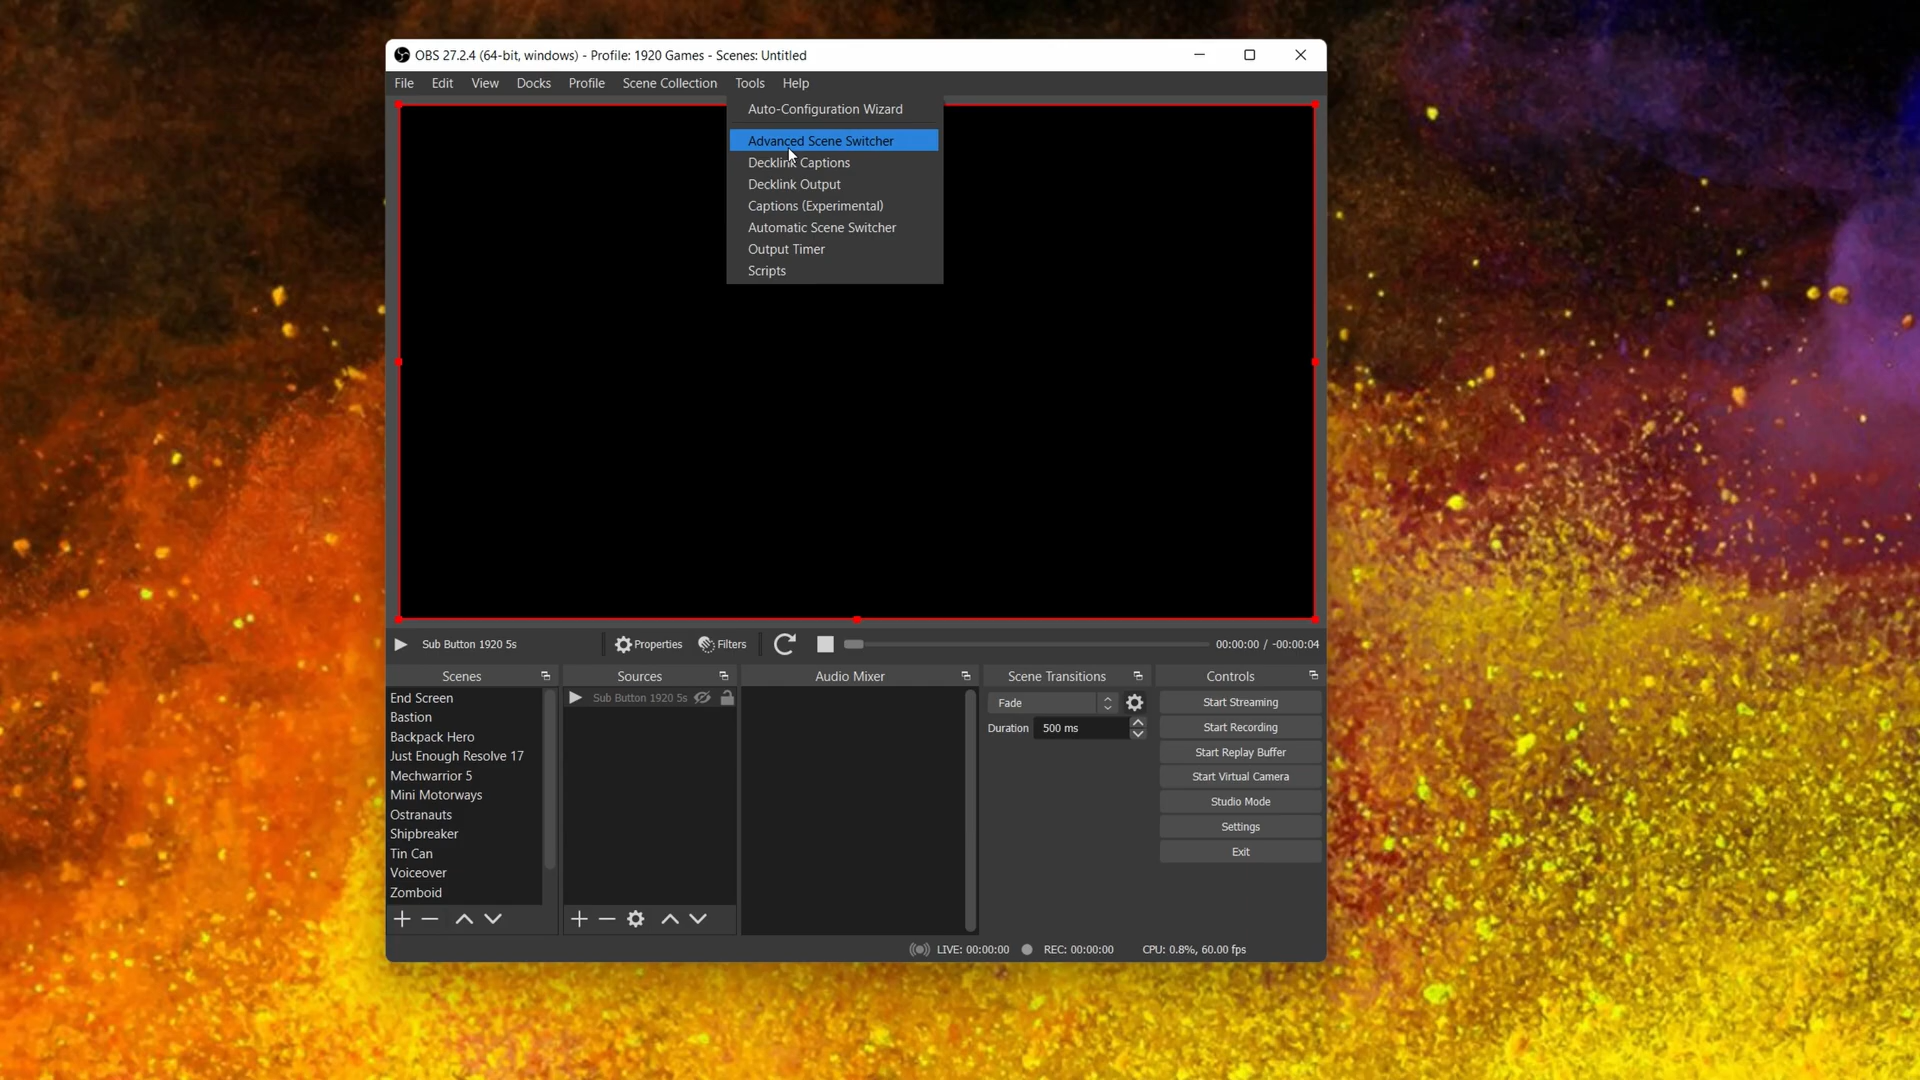 OBS 27.2.4 (64-bit, windows) - Profile: 1920 Games - Scenes: Untitled
File Edit View Docks Profile Scene Collection Tools Help
Auto-Configuration Wizard
Advanced Scene Switcher
Decklink Captions
Decklink Output
Captions (Experimental)
Automatic Scene Switcher
Output Timer
Scripts
Sub Button 1920 5s Properties Filters 00:00:00 / -00:00:04
Scenes
End Screen
Bastion
Backpack Hero
Just Enough Resolve 17
Mechwarrior 5
Mini Motorways
Ostranauts
Shipbreaker
Tin Can
Voiceover
Zomboid
Sources
Sub Button 1920 5s
Audio Mixer
Scene Transitions
Fade
Duration 500 ms
Controls
Start Streaming
Start Recording
Start Replay Buffer
Start Virtual Camera
Studio Mode
Settings
Exit
LIVE: 00:00:00 REC: 00:00:00 CPU: 0.8%, 60.00 fps